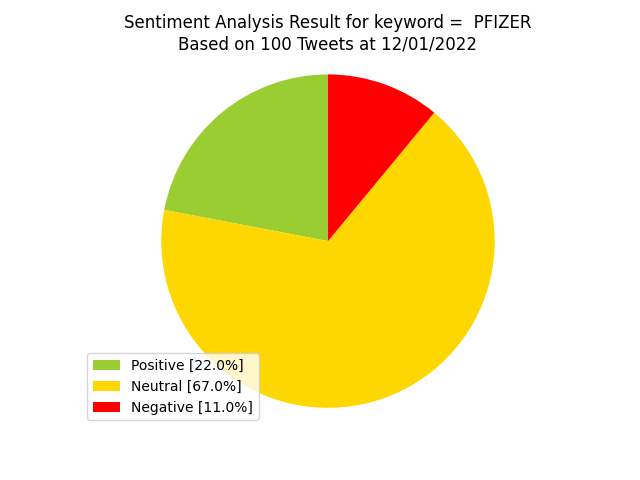 Sentiment Analysis Result for keyword =  PFIZER
Based on 100 Tweets at 12/01/2022
Positive [22.0%]
Neutral [67.0%]
Negative [11.0%]